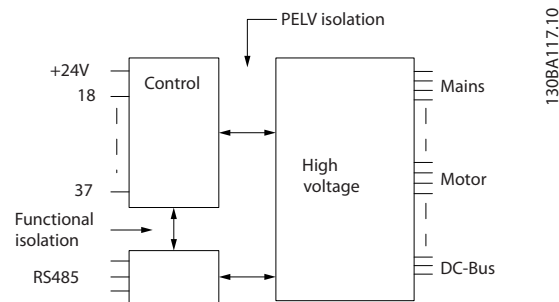 PELV isolation
130BA117.10
+24V
Control
Mains
18
High
voltage
Motor
37
Functional
isolation
RS485
DC-Bus